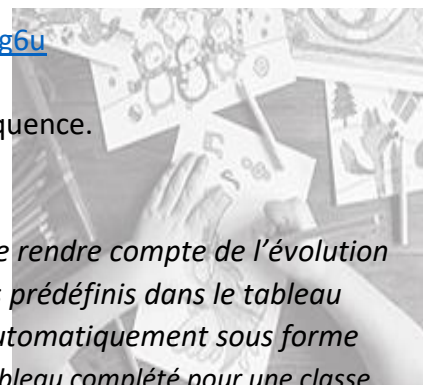 g6u
quence.
e rendre compte de l'évolution
prédéfinis dans le tableau
utomatiquement sous forme
bleau complété pour une classe